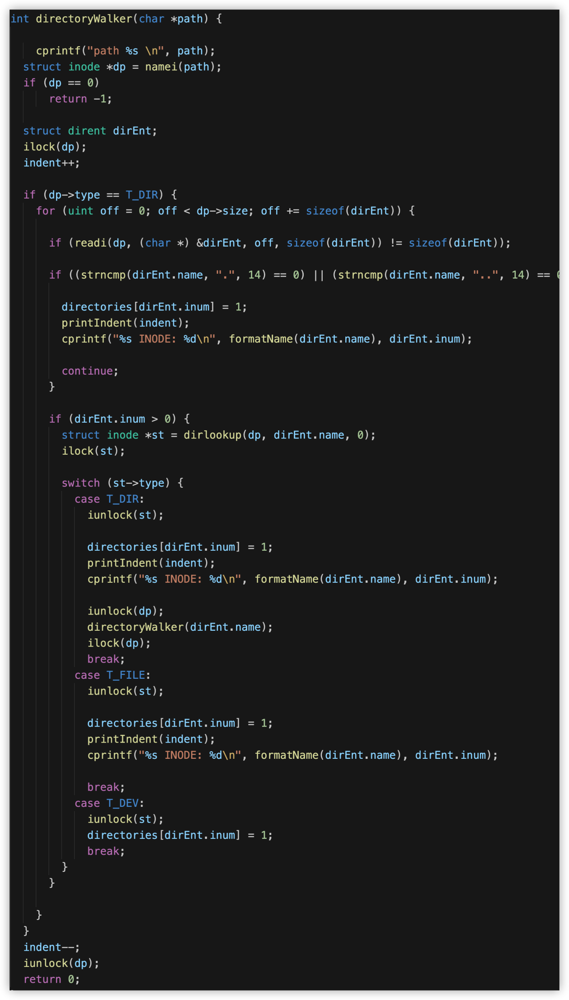 int directoryWalker(char *path) {
cprintf("path %s \n", path);
struct inode *dp = namei(path);
if (dp == 0)
return -1;
struct dirent dirEnt;
ilock(dp);
indent++;
if (dp->type == T_DIR) {
for (uint off = 0; off < dp->size; off += sizeof(dirEnt)) {
if (readi(dp, (char *) &dirEnt, off, sizeof(dirEnt)) != sizeof(dirEnt));
if ((strncmp(dirEnt.name, ".", 14) == 0) || (strncmp(dirEnt.name, "..", 14) == 0
directories[dirEnt.inum] = 1;
printIndent(indent);
cprintf("%s INODE: %d\n", formatName(dirEnt.name), dirEnt.inum);
continue;
}
if (dirEnt.inum > 0) {
struct inode *st = dirlookup(dp, dirEnt.name, 0);
ilock(st);
switch (st->type) {
case T_DIR:
iunlock(st);
directories[dirEnt.inum] = 1;
printIndent(indent);
cprintf("%s INODE: %d\n", formatName(dirEnt.name), dirEnt.inum);
iunlock(dp);
directoryWalker(dirEnt.name);
ilock(dp);
break;
case T_FILE:
iunlock(st);
directories[dirEnt.inum] = 1;
printIndent(indent);
cprintf("%s INODE: %d\n", formatName(dirEnt.name), dirEnt.inum);
break;
case T_DEV:
iunlock(st);
directories[dirEnt.inum] = 1;
break;
}
}
}
}
indent--;
iunlock(dp);
return 0;